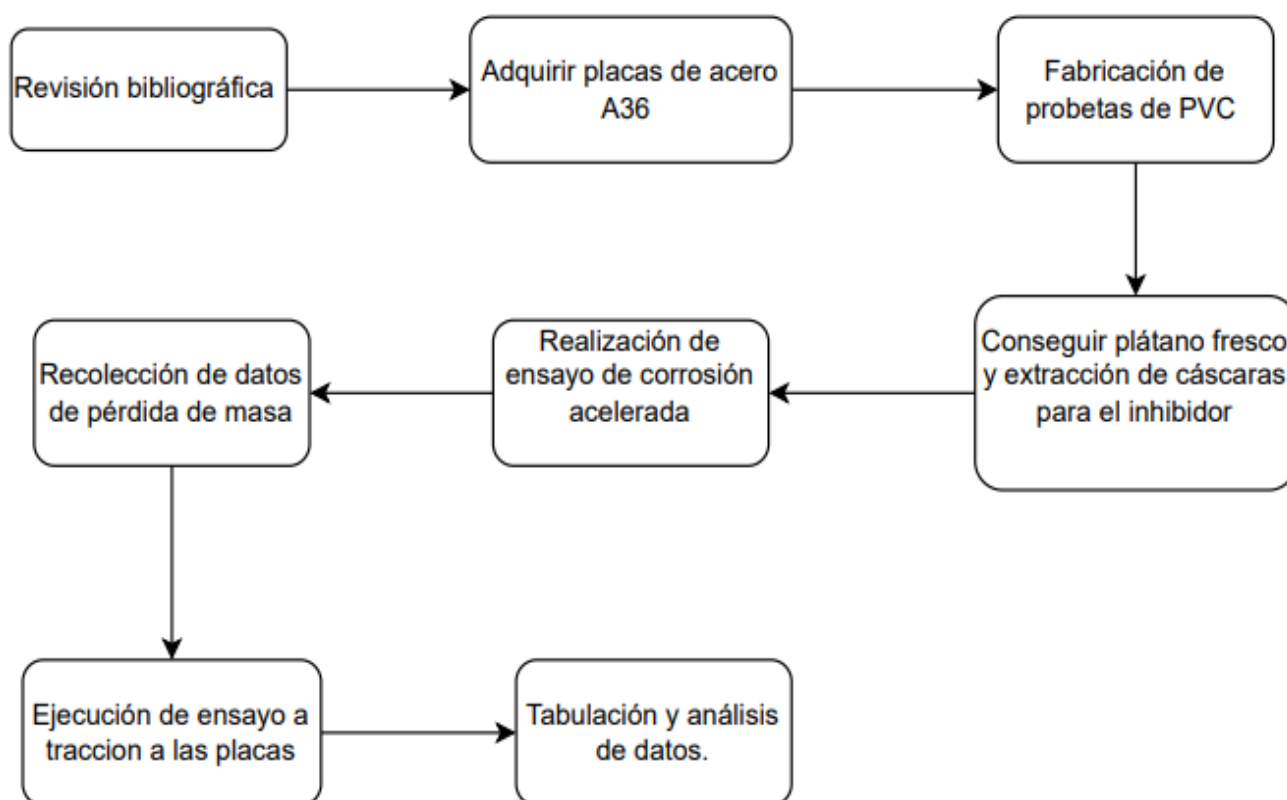 Revisión bibliográfica
Adquirir placas de acero
A36
Fabricación de
probetas de PVC
Conseguir plátano fresco
y extracción de cáscaras
para el inhibidor
Realización de
ensayo de corrosión
acelerada
Recolección de datos
de pérdida de masa
Ejecución de ensayo a
traccion a las placas
Tabulación y análisis
de datos.